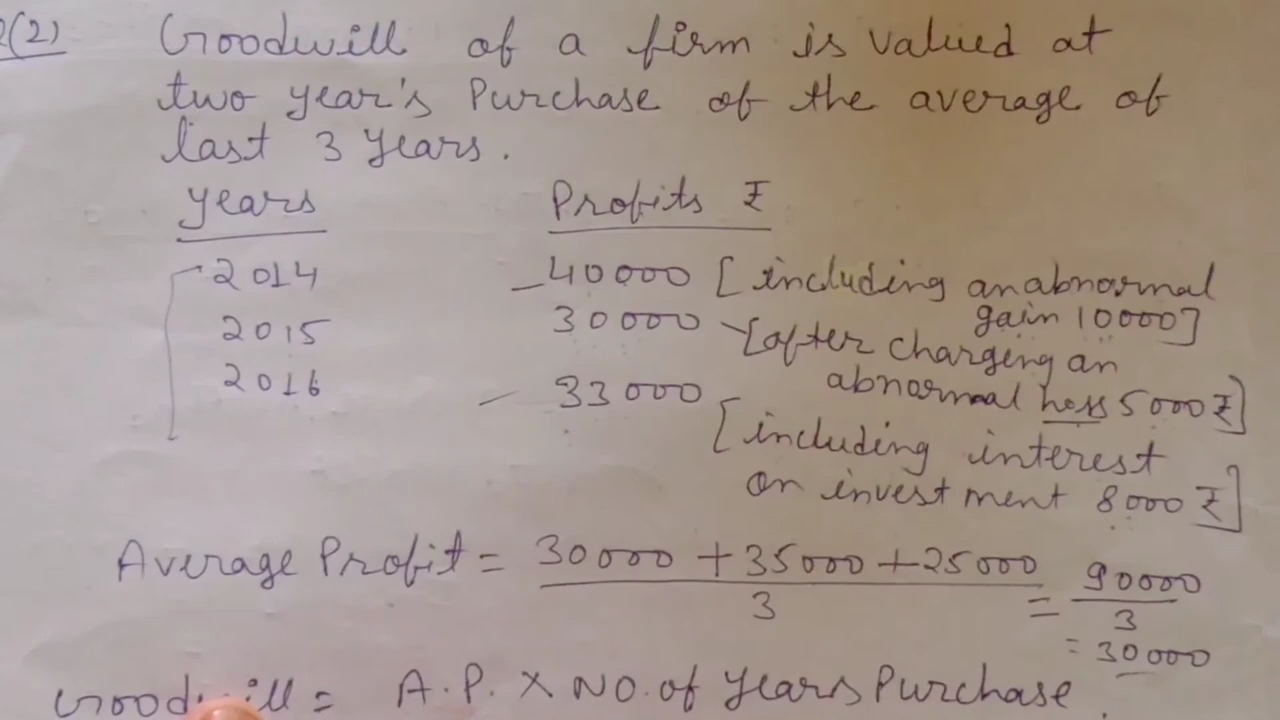 2(2) Goodwill of a firm is valued at
two year's Purchase of the average of
last 3 years.
years Profits ₹
2014 40000 [including an abnormal
gain 10000]
2015 30000 [after charging an
abnormal loss 5000 ₹]
2016 33000
[including interest
on investment 8000 ₹]
Average Profit = 30000 + 35000 + 25000 / 3 = 90000 / 3
= 30000
Goodwill = A.P. X NO. of years Purchase.